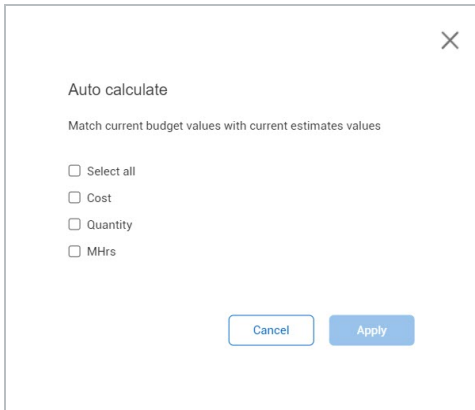 Auto calculate
Match current budget values with current estimates values
Select all
Cost
Quantity
MHrs
Cancel Apply